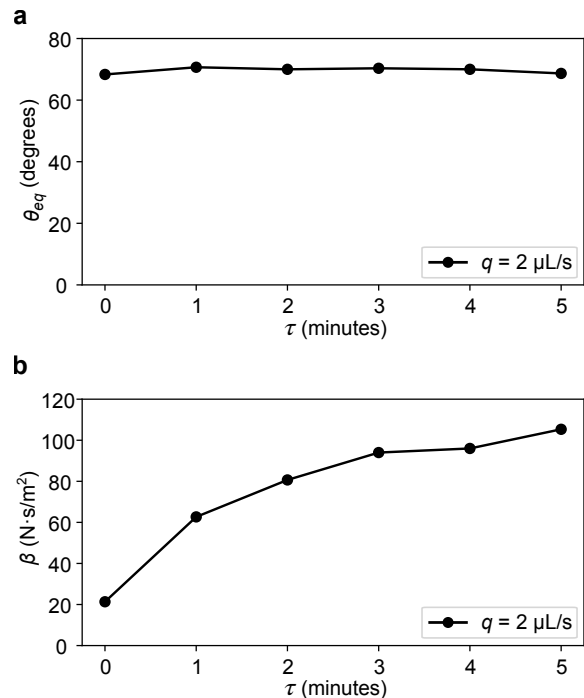 a
80
60
40
20
0
θeq (degrees)
q = 2 μL/s
0 1 2 3 4 5
τ (minutes)
b
120
100
80
60
40
20
0
β (N·s/m²)
q = 2 μL/s
0 1 2 3 4 5
τ (minutes)